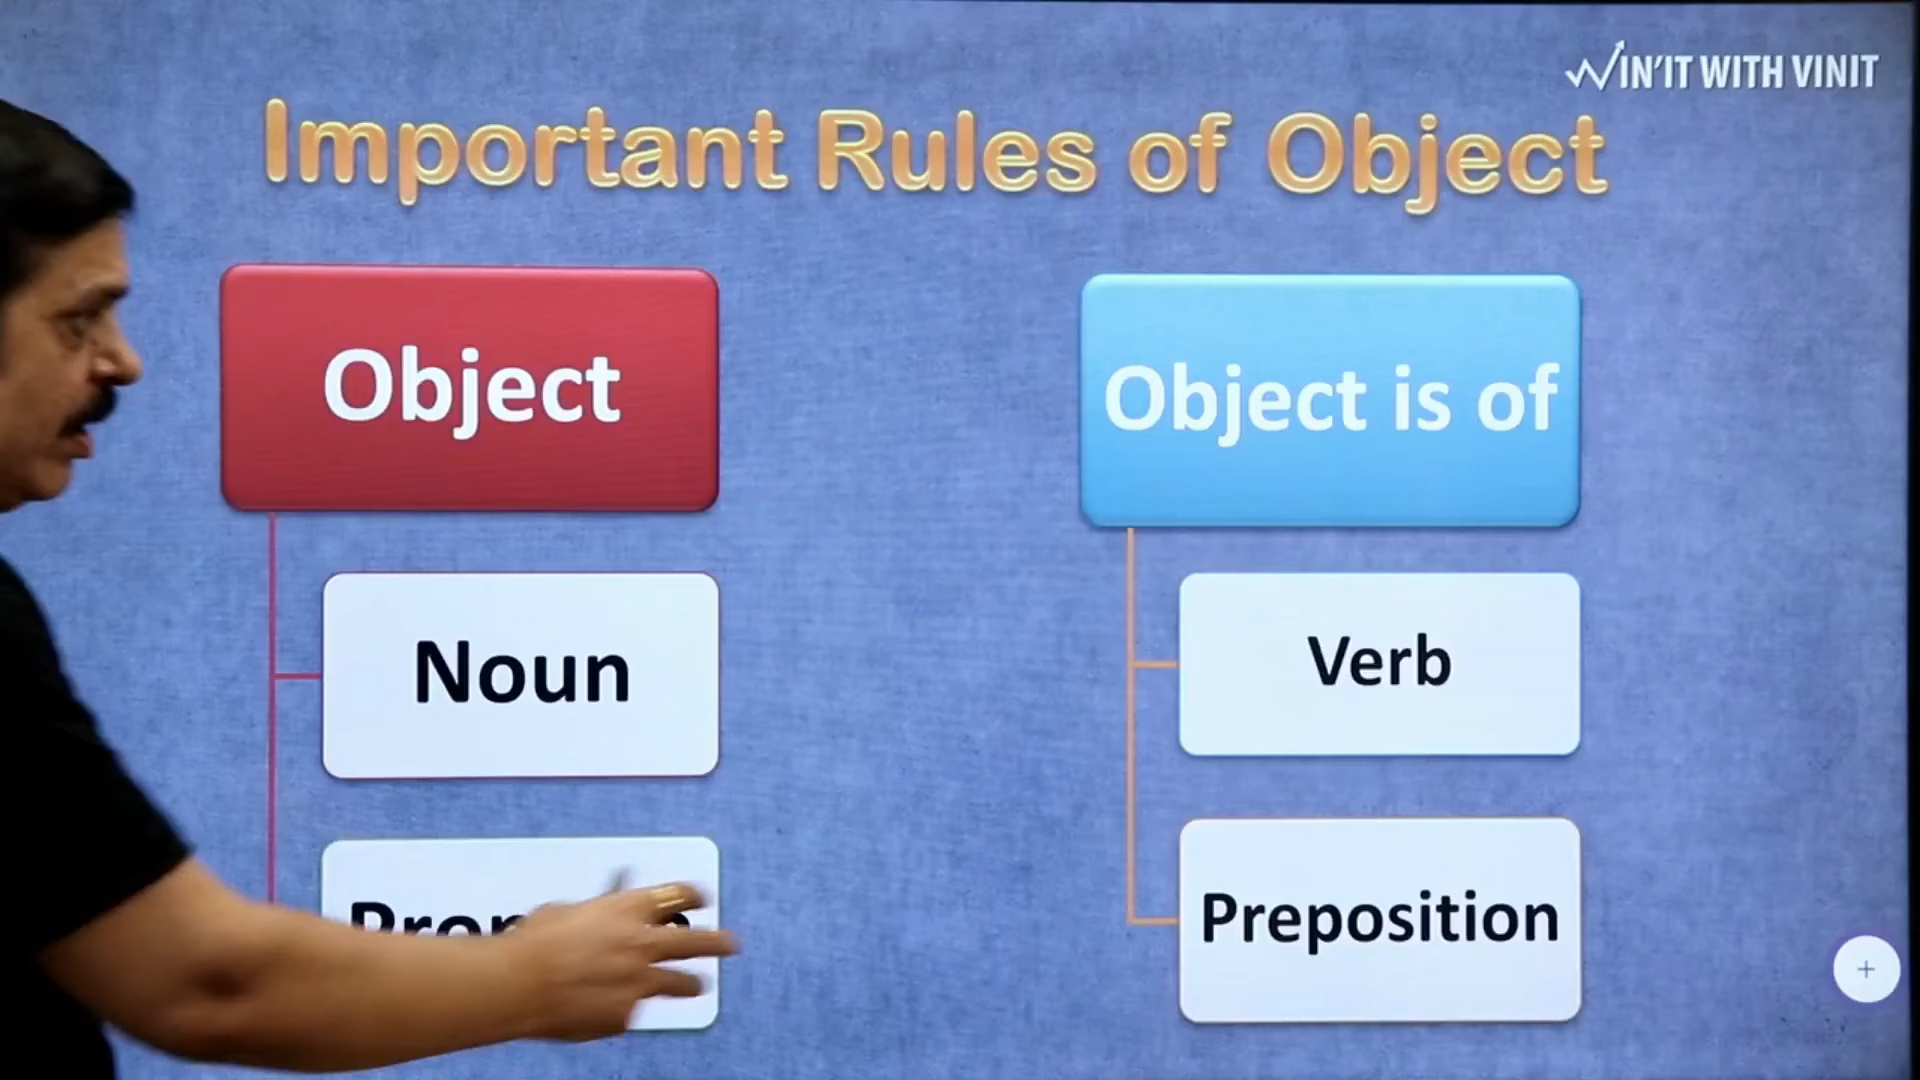 WIN'IT WITH VINIT
Important Rules of Object
Object
Noun
Object is of
Verb
Preposition